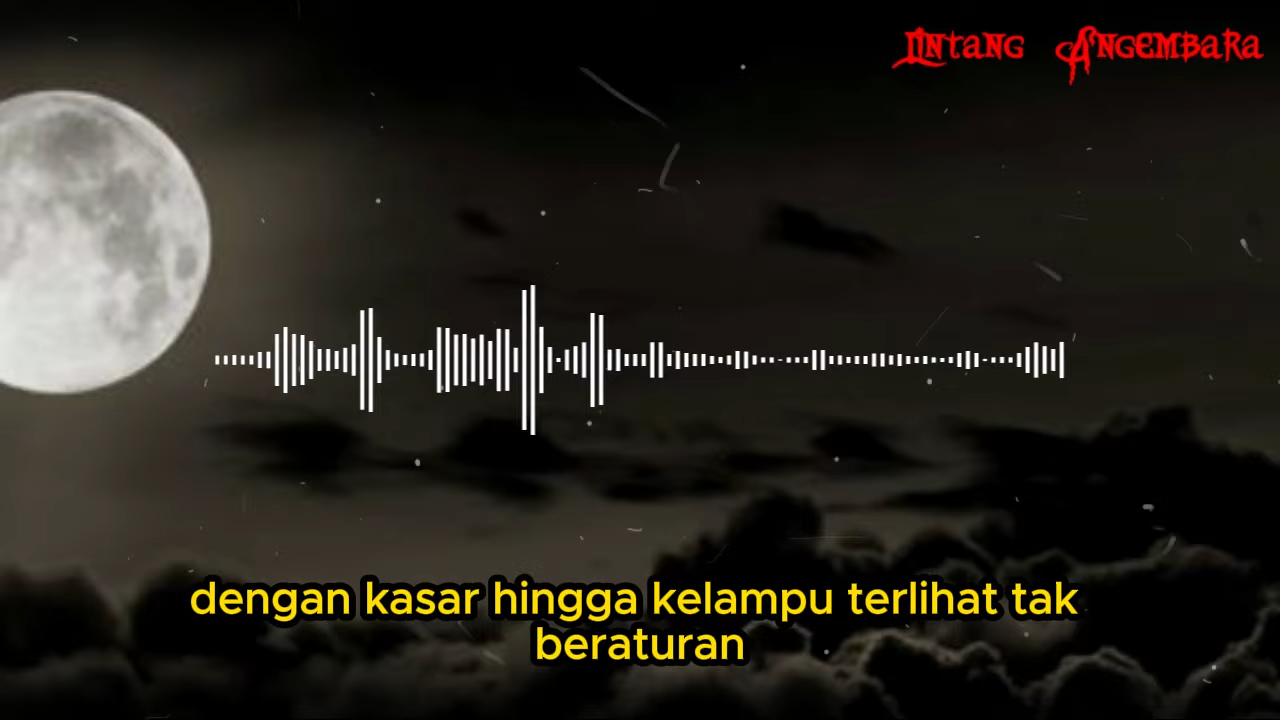 Lintang Angembara
dengan kasar hingga kelampu terlihat tak
beraturan